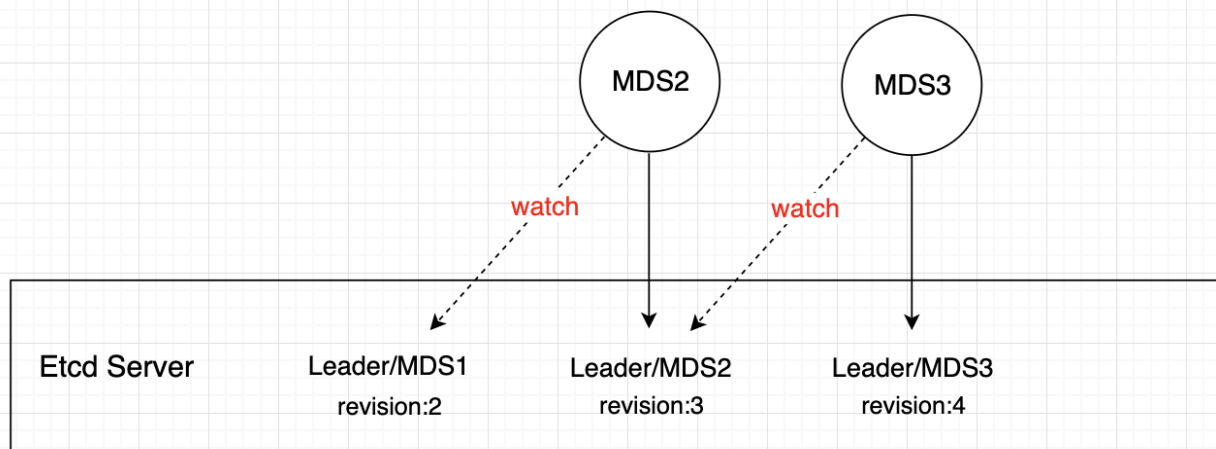 MDS2
MDS3
watch
watch
Etcd Server
Leader/MDS1
revision:2
Leader/MDS2
revision:3
Leader/MDS3
revision:4